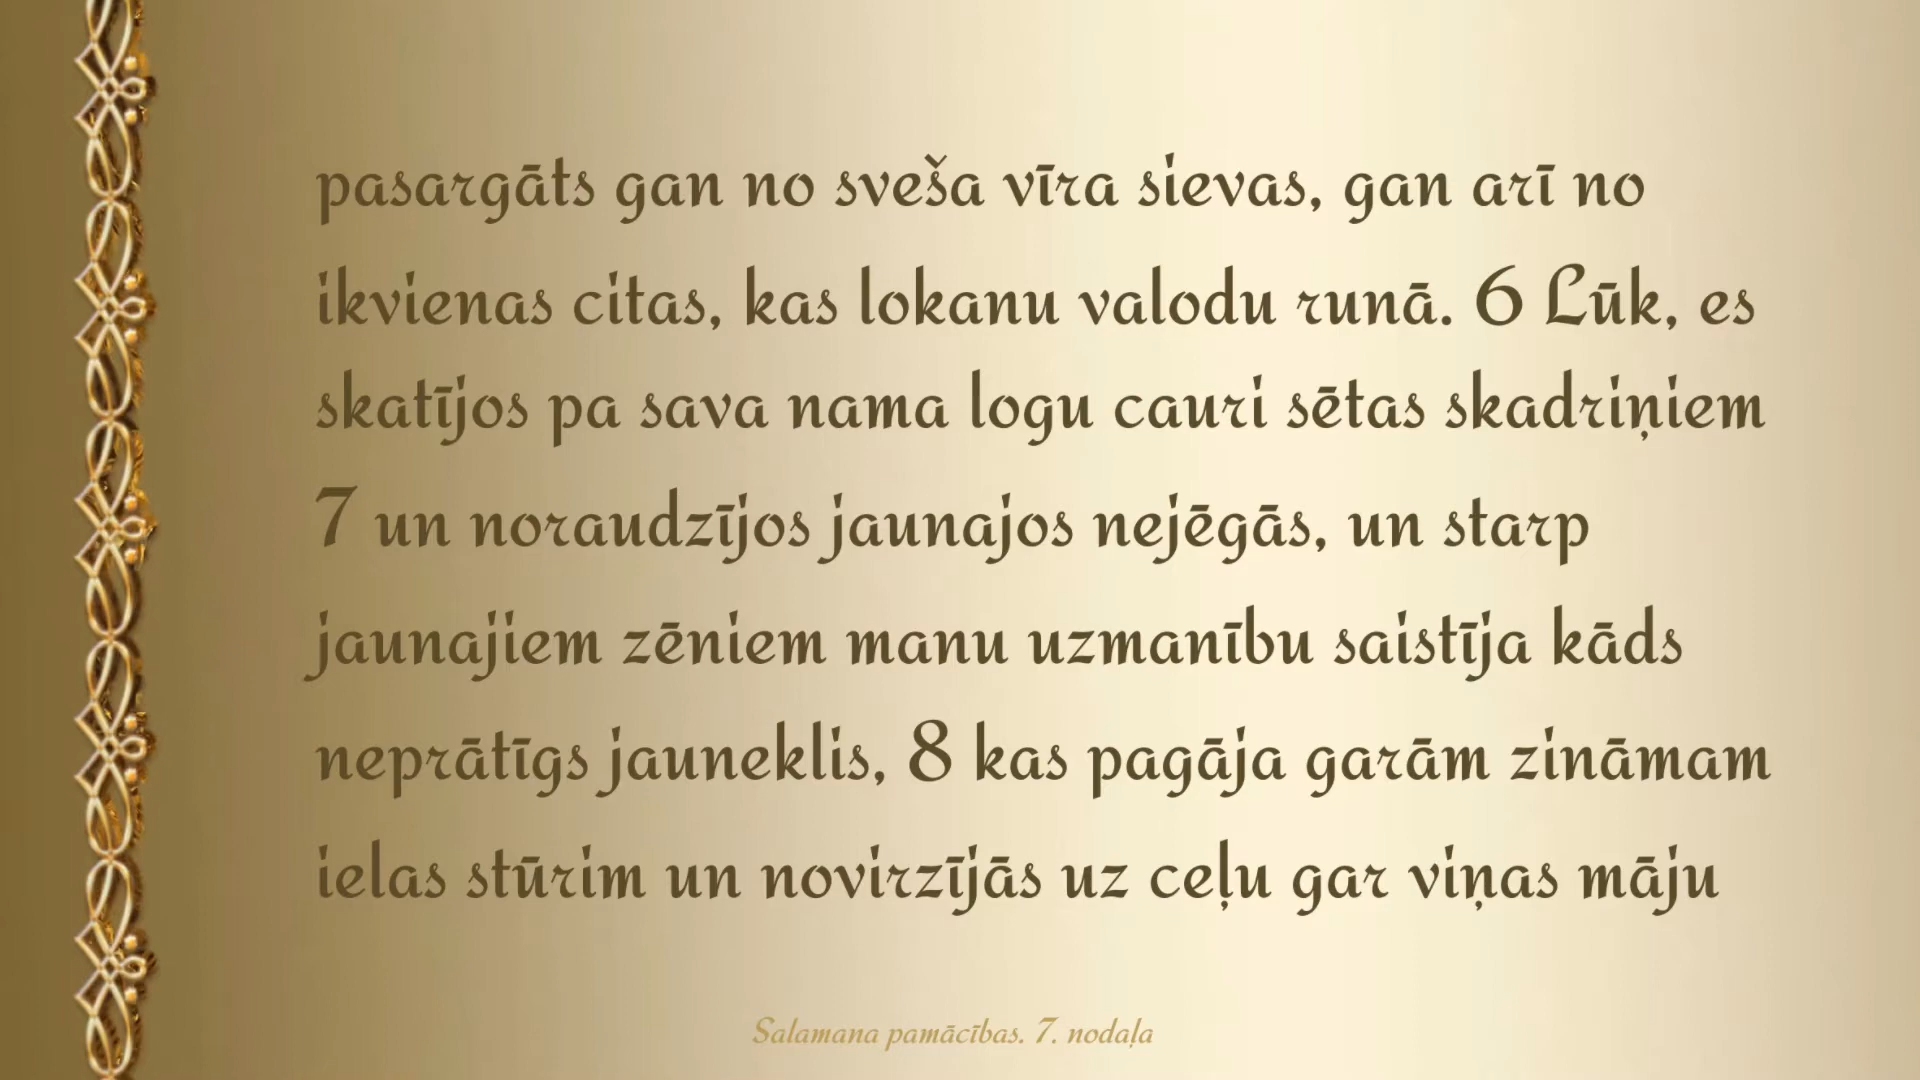 pasargāts gan no sveša vīra sievas, gan arī no
ikvienas citas, kas lokanu valodu runā. 6 Lūk, es
skatījos pa sava nama logu cauri sētas skadriņiem
7 un noraudzījos jaunajos nejēgās, un starp
jaunajiem zēniem manu uzmanību saistīja kāds
neprātīgs jauneklis, 8 kas pagāja garām zināmam
ielas stūrim un novirzījās uz ceļu gar viņas māju
Salamana pamācības. 7. nodaļa